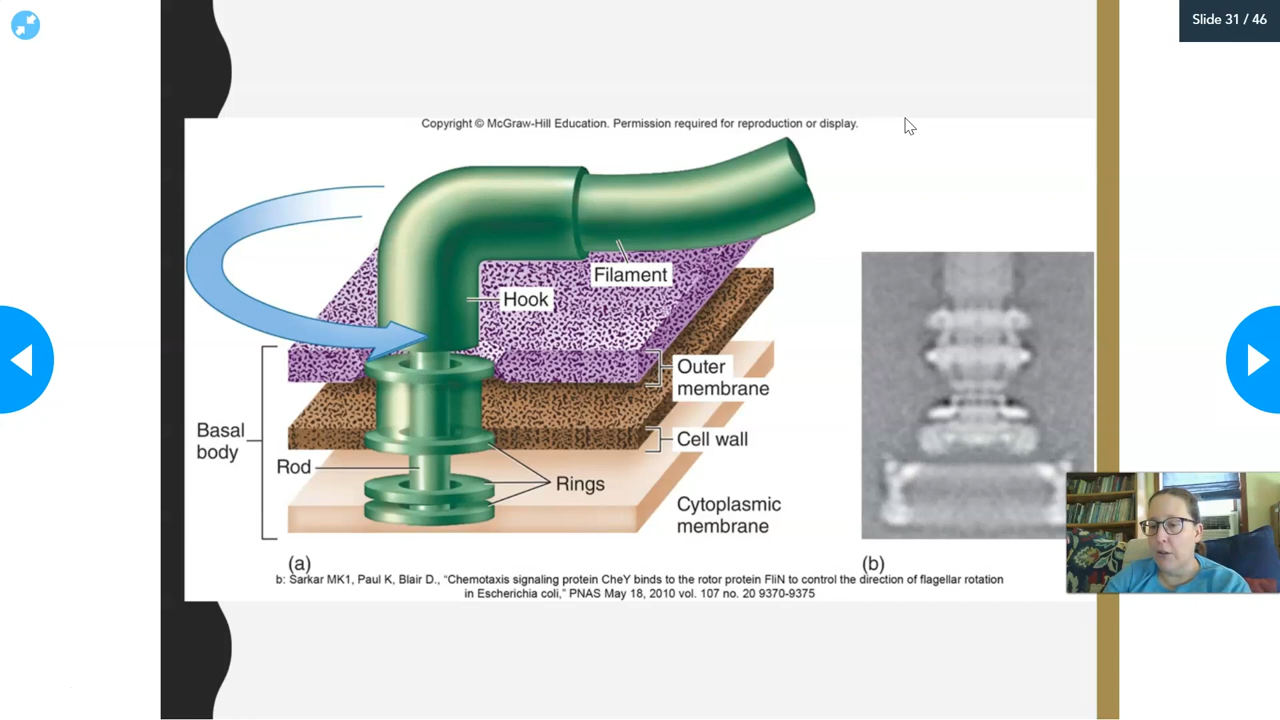 Slide 31 / 46
Copyright © McGraw-Hill Education. Permission required for reproduction or display.
Filament
Hook
Outer
membrane
Basal
body
Cell wall
Rod
Rings
Cytoplasmic
membrane
(a)
(b)
b: Sarkar MK1, Paul K, Blair D., “Chemotaxis signaling protein CheY binds to the rotor protein FliN to control the direction of flagellar rotation
in Escherichia coli,” PNAS May 18, 2010 vol. 107 no. 20 9370-9375